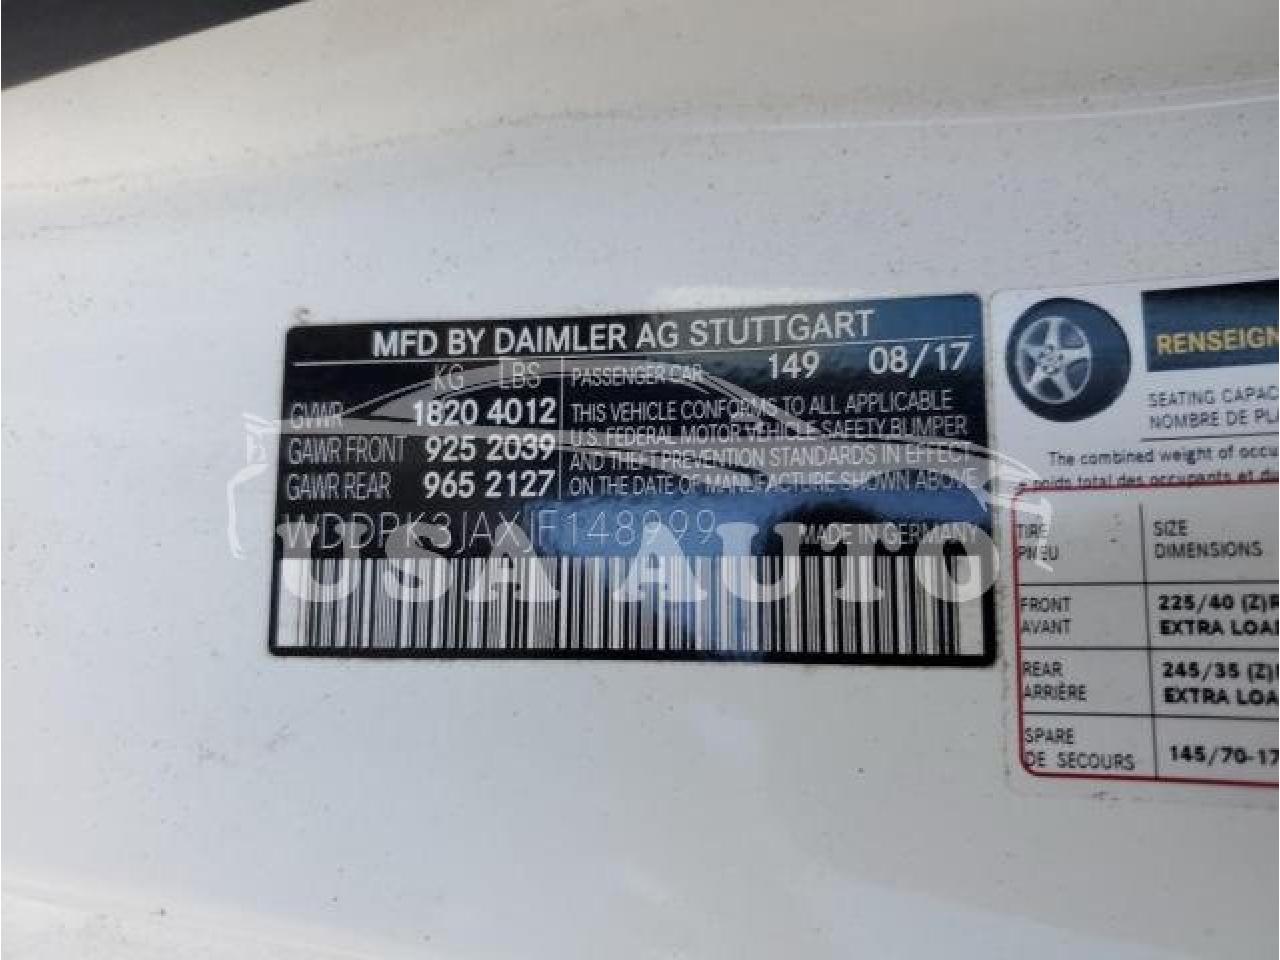 MFD BY DAIMLER AG STUTTGART
KG LBS PASSENGER CAR 149 08/17
GVWR 1820 4012 THIS VEHICLE CONFORMS TO ALL APPLICABLE
GAWR FRONT 925 2039 U.S. FEDERAL MOTOR VEHICLE SAFETY, BUMPER
AND THEFT PREVENTION STANDARDS IN EFFECT
GAWR REAR 965 2127 ON THE DATE OF MANUFACTURE SHOWN ABOVE
WDDPK3JAXJF148999 MADE IN GERMANY
USA AUTO
RENSEIGN
SEATING CAPAC
NOMBRE DE PLA
The combined weight of occu
poids total des occupants et du
TIRE SIZE
PNEU DIMENSIONS
FRONT 225/40 (Z)R
AVANT EXTRA LOAD
REAR 245/35 (Z)
ARRIÈRE EXTRA LOA
SPARE
DE SECOURS 145/70-17